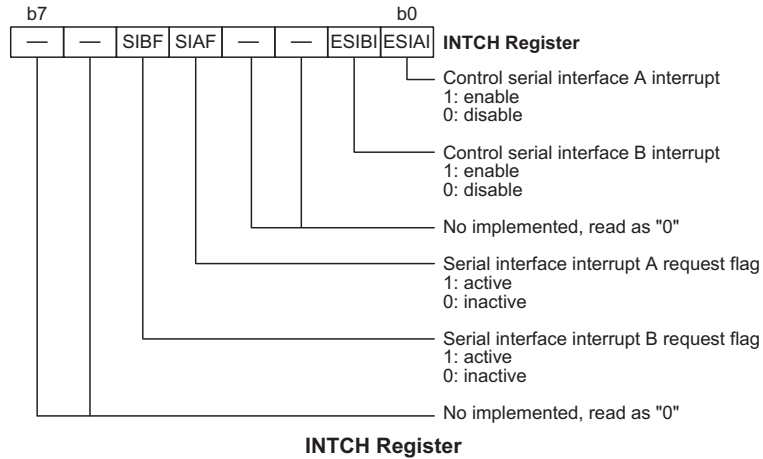 b7 b0
— — SIBF SIAF — — ESIBI ESIAI INTCH Register
Control serial interface A interrupt
1: enable
0: disable
Control serial interface B interrupt
1: enable
0: disable
No implemented, read as "0"
Serial interface interrupt A request flag
1: active
0: inactive
Serial interface interrupt B request flag
1: active
0: inactive
No implemented, read as "0"
INTCH Register